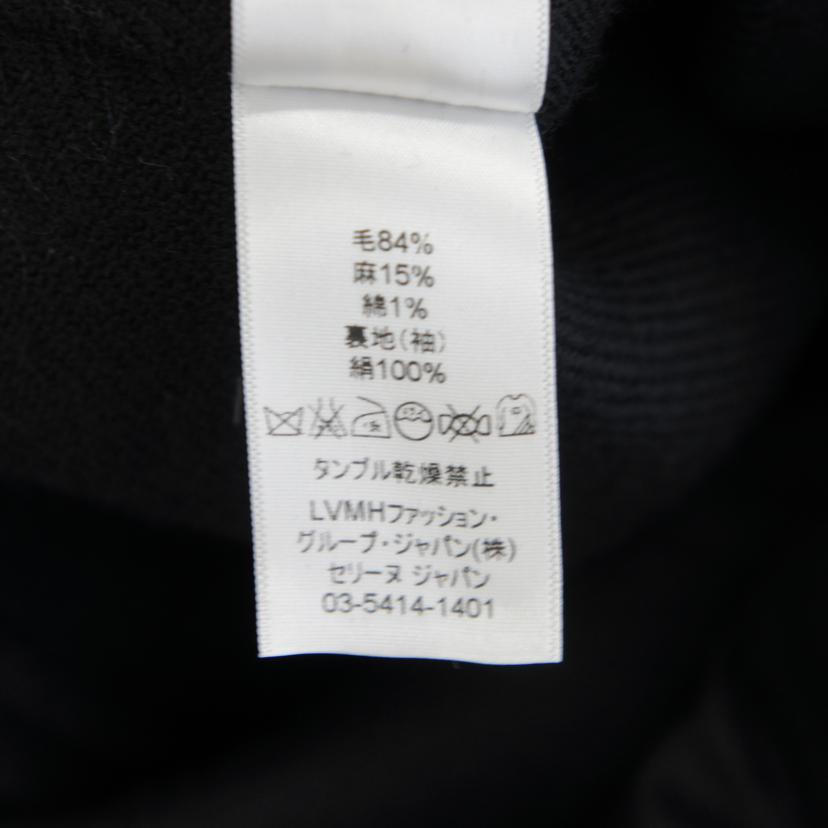 毛84%
麻15%
綿1%
裏地(袖)
絹100%
タンブル乾燥禁止
LVMHファッション・
グループ・ジャパン(株)
セリーヌ ジャパン
03-5414-1401